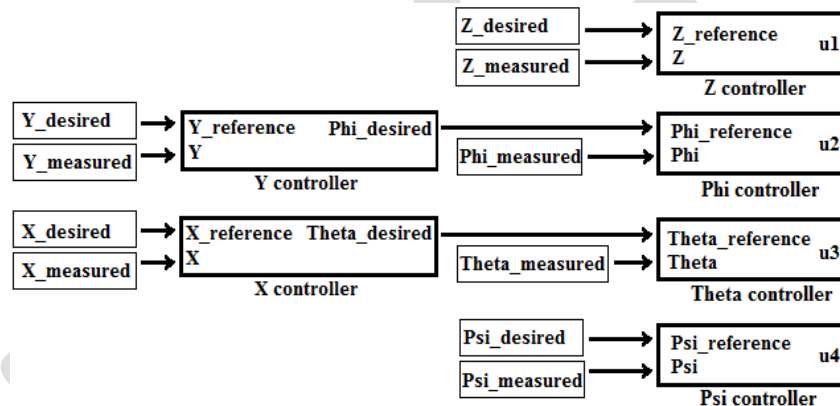 Z_desired
Z_measured
Z_reference
Z
u1
Z controller
Y_desired
Y_measured
Y_reference
Y
Phi_desired
Y controller
Phi_measured
Phi_reference
Phi
u2
Phi controller
X_desired
X_measured
X_reference
X
Theta_desired
X controller
Theta_measured
Theta_reference
Theta
u3
Theta controller
Psi_desired
Psi_measured
Psi_reference
Psi
u4
Psi controller